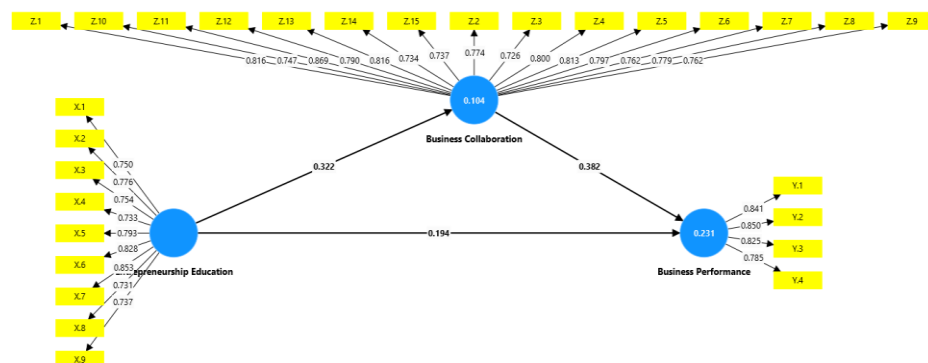 Z.1 Z.10 Z.11 Z.12 Z.13 Z.14 Z.15 Z.2 Z.3 Z.4 Z.5 Z.6 Z.7 Z.8 Z.9
0.816 0.747 0.869 0.790 0.816 0.734 0.737 0.774 0.726 0.800 0.813 0.797 0.762 0.779 0.762
0.104
Business Collaboration
X.1
X.2
X.3
X.4
X.5
X.6
X.7
X.8
X.9
0.750
0.776
0.754
0.733
0.793
0.828
0.853
0.731
0.737
Entrepreneurship Education
0.322
0.382
0.194
0.231
Business Performance
0.841
0.850
0.825
0.785
Y.1
Y.2
Y.3
Y.4